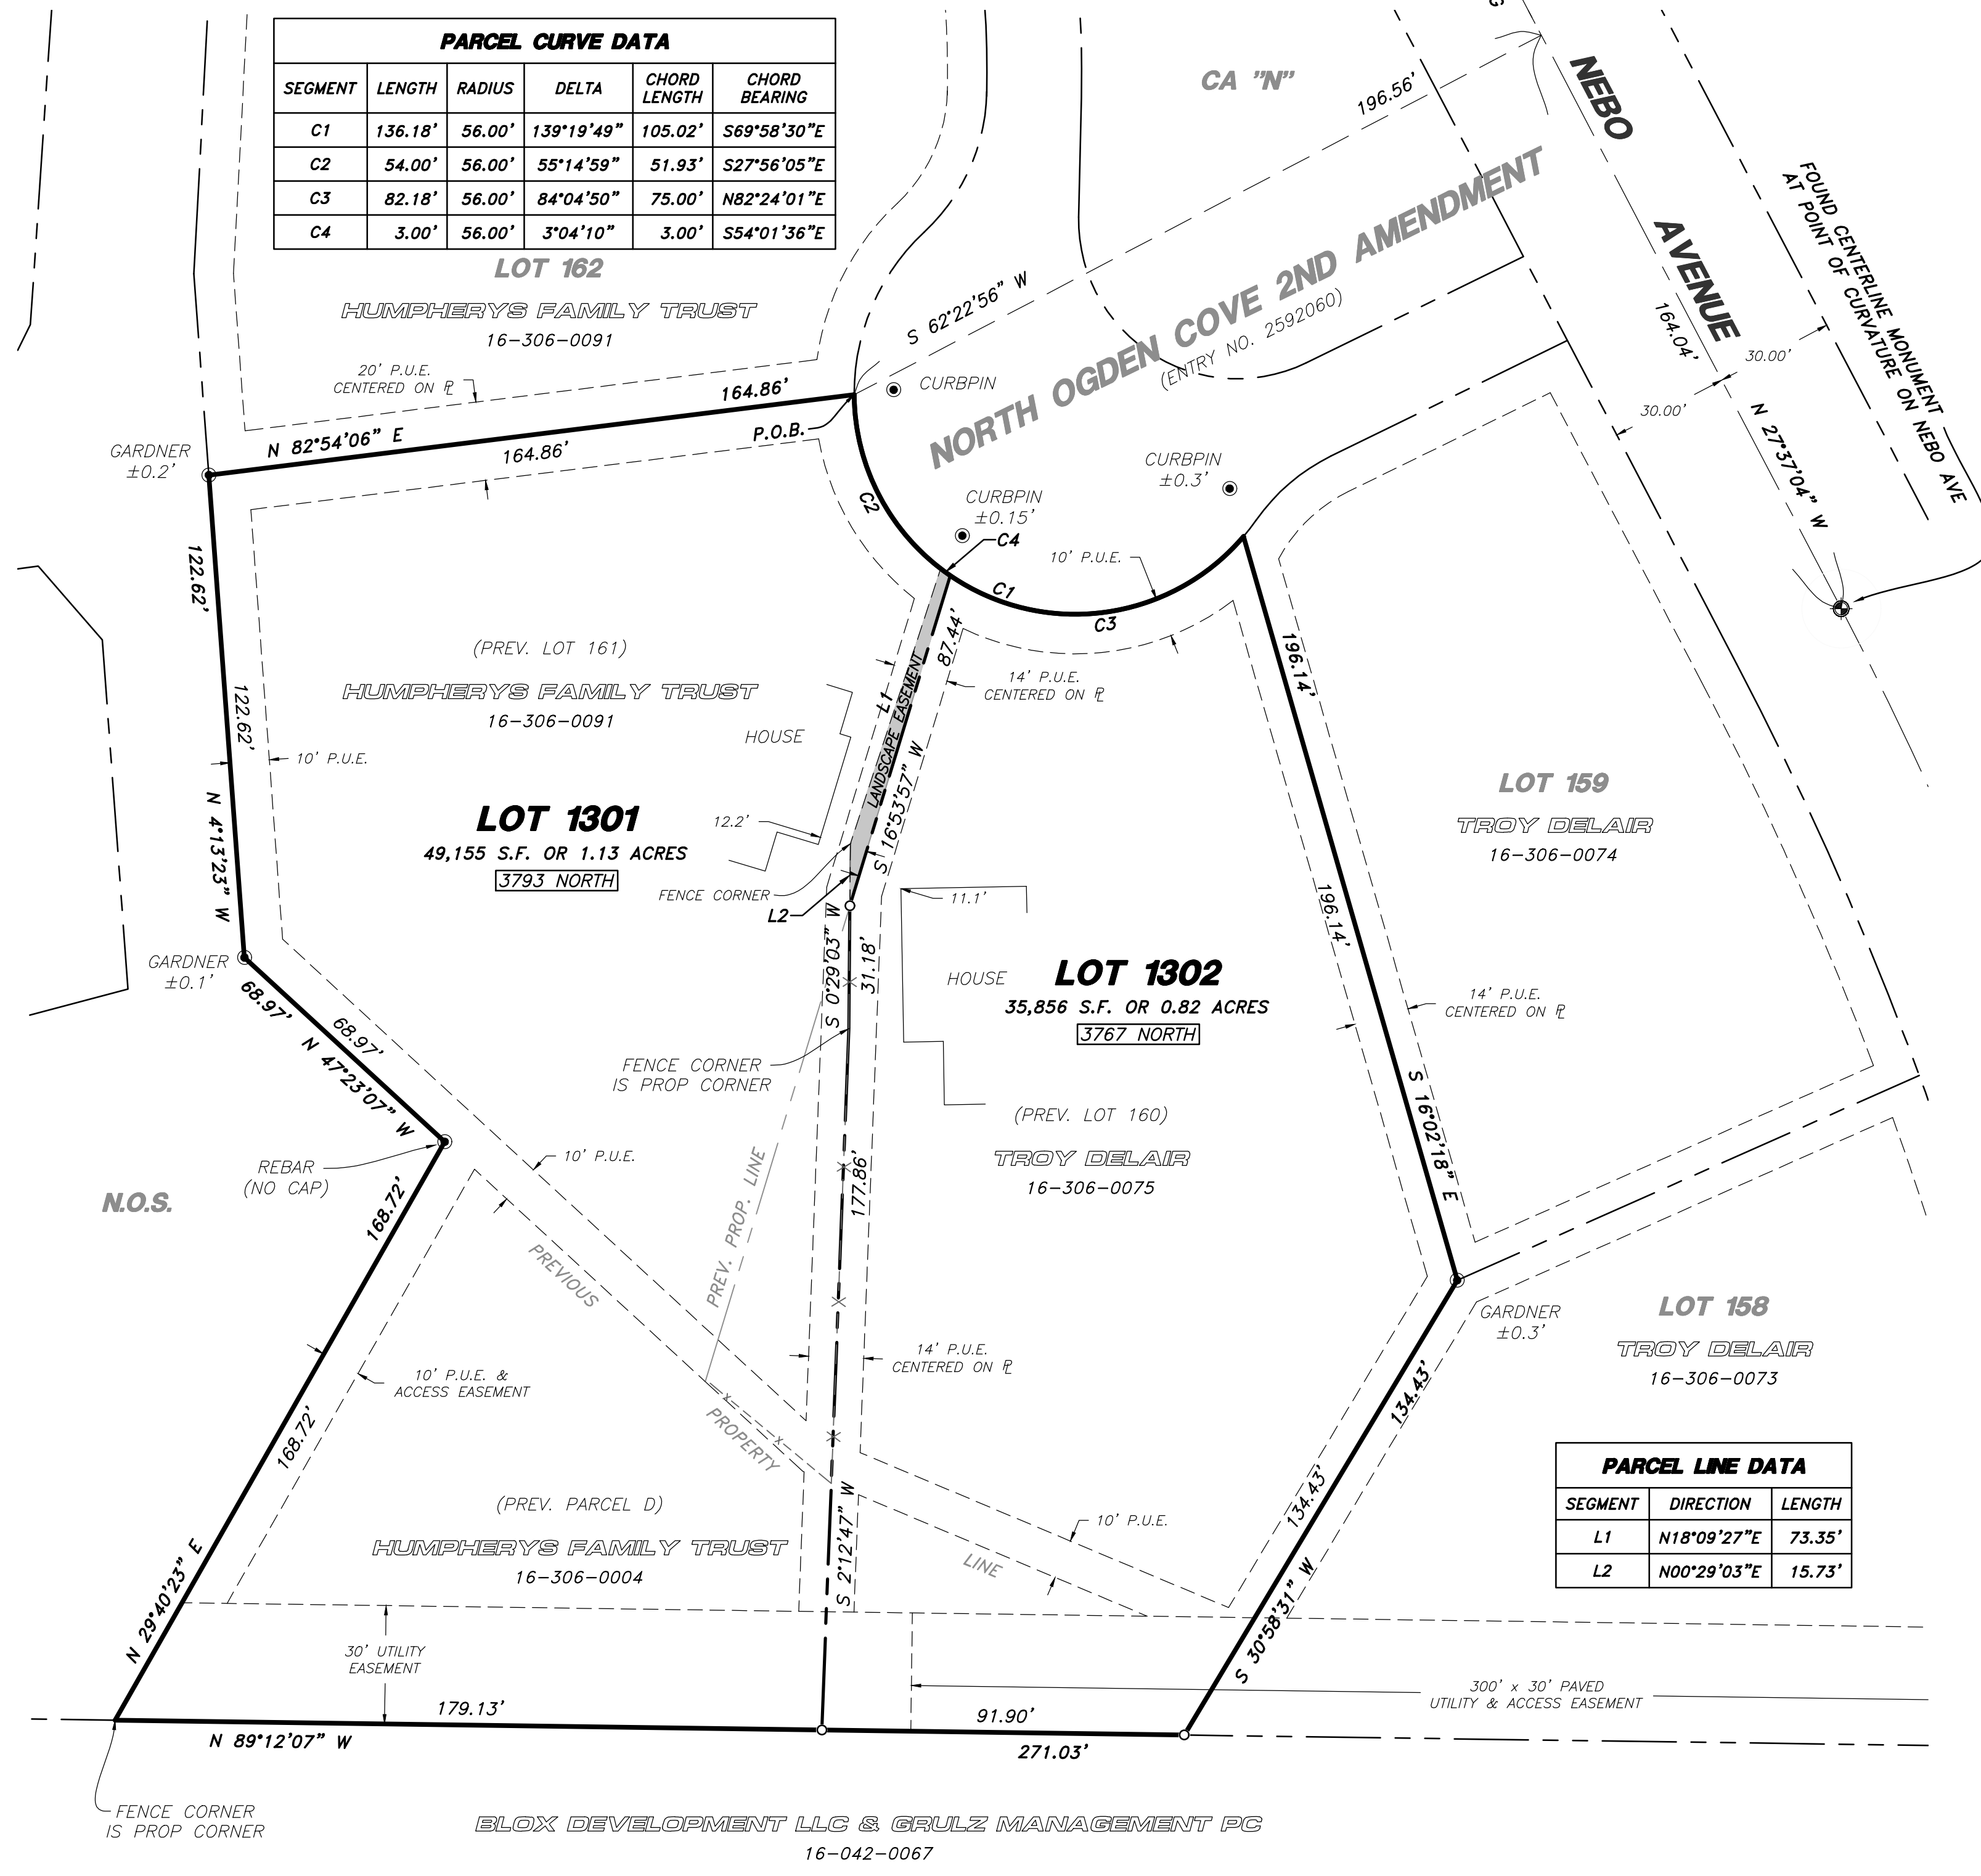 PARCEL CURVE DATA
SEGMENT LENGTH RADIUS DELTA CHORD LENGTH CHORD BEARING
C1 136.18' 56.00' 139°19'49" 105.02' S69°58'30"E
C2 54.00' 56.00' 55°14'59" 51.93' S27°56'05"E
C3 82.18' 56.00' 84°04'50" 75.00' N82°24'01"E
C4 3.00' 56.00' 3°04'10" 3.00' S54°01'36"E
CA "N"
196.56'
NEBO
AVENUE
FOUND CENTERLINE MONUMENT
AT POINT OF CURVATURE ON NEBO AVE
164.04'
30.00'
30.00'
N 27°37'04" W
S 62°22'56" W
NORTH OGDEN COVE 2ND AMENDMENT
(ENTRY NO. 2592060)
LOT 162
HUMPHERYS FAMILY TRUST
16-306-0091
20' P.U.E.
CENTERED ON PL
164.86'
N 82°54'06" E
164.86'
P.O.B.
CURBPIN
GARDNER
±0.2'
C2
CURBPIN
±0.15'
CURBPIN
±0.3'
C4
10' P.U.E.
C1
C3
122.62'
122.62'
N 4°13'23" W
10' P.U.E.
(PREV. LOT 161)
HUMPHERYS FAMILY TRUST
16-306-0091
HOUSE
L1
LANDSCAPE EASEMENT
87.44'
S 16°53'57" W
14' P.U.E.
CENTERED ON PL
196.14'
196.14'
LOT 1301
49,155 S.F. OR 1.13 ACRES
3793 NORTH
12.2'
FENCE CORNER
L2
11.1'
LOT 159
TROY DELAIR
16-306-0074
S 0°29'03" W
31.18'
HOUSE
LOT 1302
35,856 S.F. OR 0.82 ACRES
3767 NORTH
14' P.U.E.
CENTERED ON PL
S 16°02'18" E
GARDNER
±0.1'
68.97'
68.97'
N 47°23'07" W
FENCE CORNER
IS PROP CORNER
(PREV. LOT 160)
TROY DELAIR
16-306-0075
REBAR
(NO CAP)
10' P.U.E.
N.O.S.
168.72'
PREV. PROP. LINE
177.86'
PREVIOUS
PROPERTY
LINE
GARDNER
±0.3'
LOT 158
TROY DELAIR
16-306-0073
14' P.U.E.
CENTERED ON PL
10' P.U.E. &
ACCESS EASEMENT
168.72'
134.43'
134.43'
PARCEL LINE DATA
SEGMENT DIRECTION LENGTH
L1 N18°09'27"E 73.35'
L2 N00°29'03"E 15.73'
(PREV. PARCEL D)
HUMPHERYS FAMILY TRUST
16-306-0004
S 2°12'47" W
10' P.U.E.
N 29°40'23" E
S 30°58'31" W
30' UTILITY
EASEMENT
300' x 30' PAVED
UTILITY & ACCESS EASEMENT
179.13'
91.90'
N 89°12'07" W
271.03'
FENCE CORNER
IS PROP CORNER
BLOX DEVELOPMENT LLC & GRULZ MANAGEMENT PC
16-042-0067